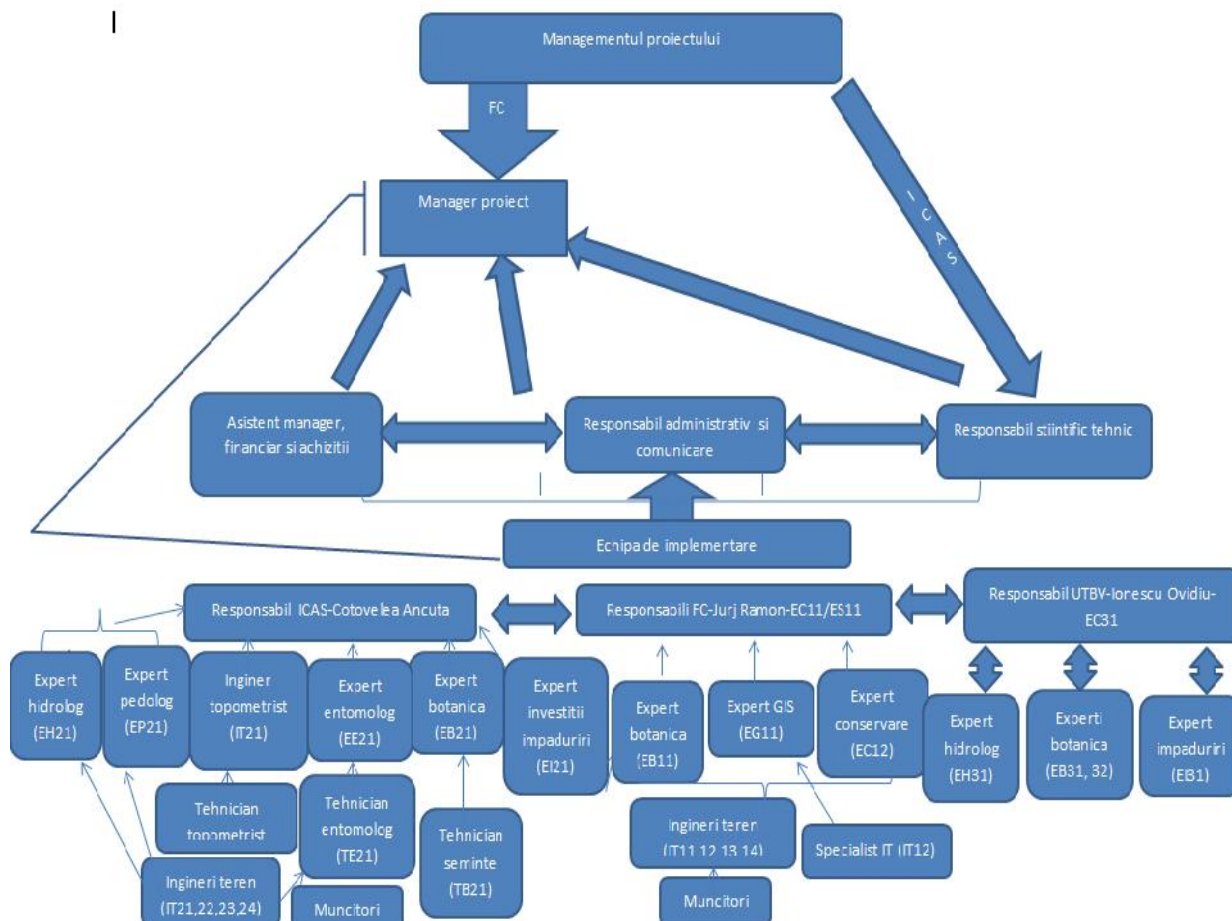 I
Managementul proiectului
FC
ICAS
Manager proiect
Asistent manager,
financiar si achizitii
Responsabil administrativ si
comunicare
Responsabil stiintific tehnic
Echipa de implementare
Responsabil ICAS-Cotovelea Ancuta
Responsabili FC-Jurj Ramon-EC11/ES11
Responsabil UTBV-Ionescu Ovidiu-
EC31
Expert
hidrolog
(EH21)
Expert
pedolog
(EP21)
Inginer
topometrist
(IT21)
Expert
entomolog
(EE21)
Expert
botanica
(EB21)
Expert
investitii
impaduriri
(EI21)
Expert
botanica
(EB11)
Expert GIS
(EG11)
Expert
conservare
(EC12)
Expert
hidrolog
(EH31)
Experti
botanica
(EB31, 32)
Expert
impaduriri
(EI31)
Tehnician
topometrist
Tehnician
entomolog
(TE21)
Tehnician
seminte
(TB21)
Ingineri teren
(IT11,12,13,14)
Specialist IT (IT12)
Ingineri teren
(IT21,22,23,24)
Muncitori
Muncitori